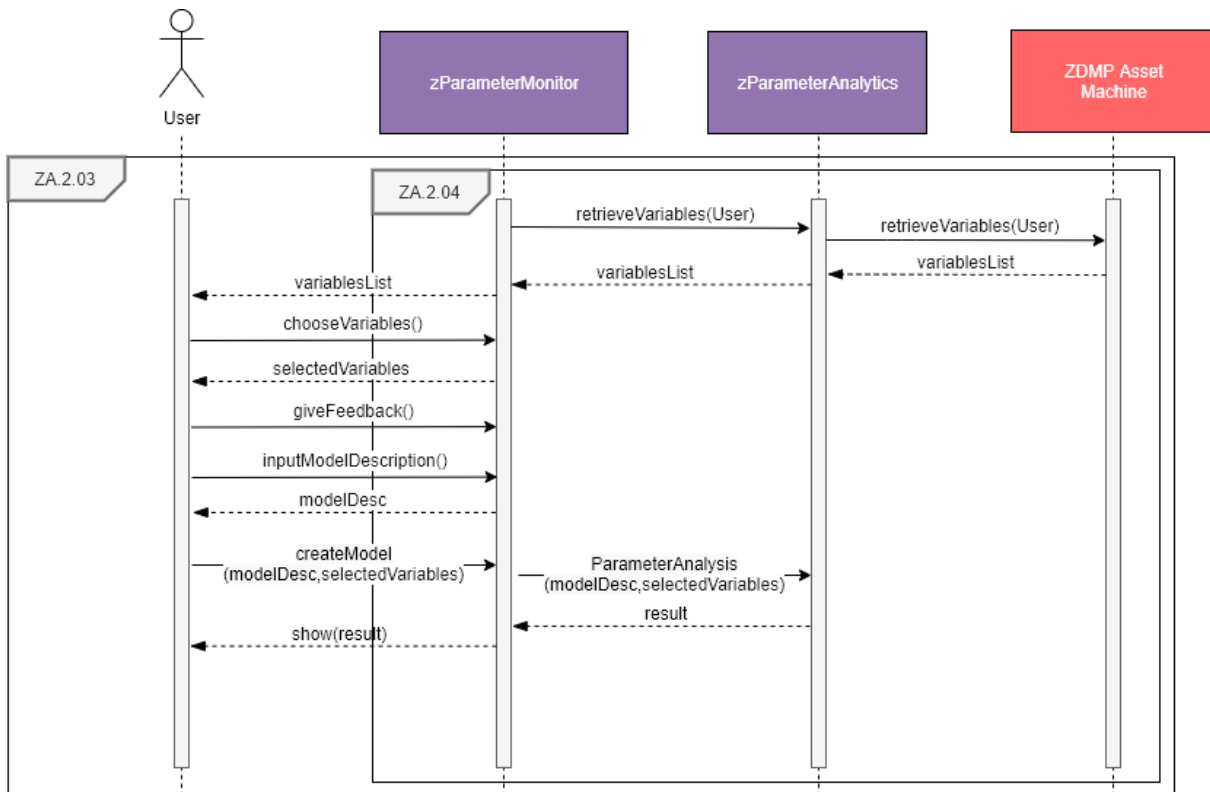 User
zParameterMonitor
zParameterAnalytics
ZDMP Asset
Machine
ZA.2.03
ZA.2.04
retrieveVariables(User)
retrieveVariables(User)
variablesList
variablesList
variablesList
chooseVariables()
selectedVariables
giveFeedback()
inputModelDescription()
modelDesc
createModel
(modelDesc,selectedVariables)
ParameterAnalysis
(modelDesc,selectedVariables)
result
show(result)